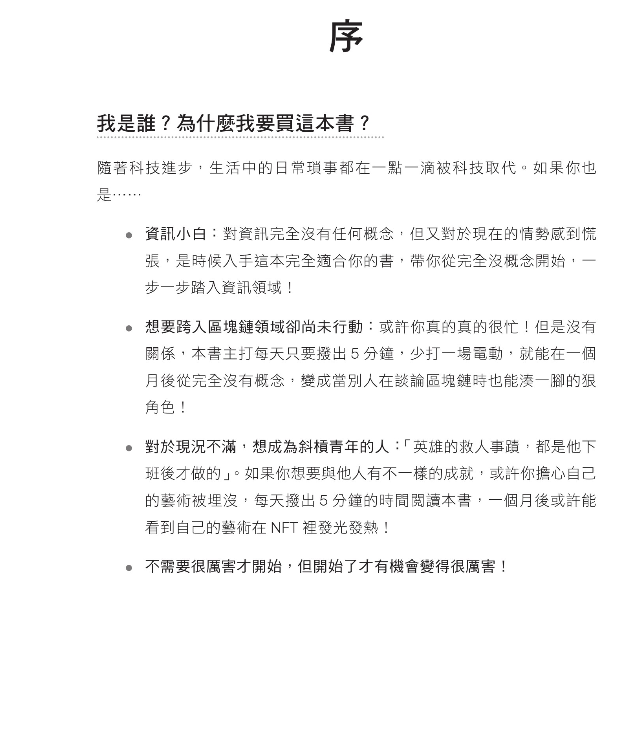 序
我是誰？為什麼我要買這本書？
隨著科技進步，生活中的日常瑣事都在一點一滴被科技取代。如果你也
是……
● 資訊小白：對資訊完全沒有任何概念，但又對於現在的情勢感到慌
張，是時候入手這本完全適合你的書，帶你從完全沒概念開始，一
步一步踏入資訊領域！
● 想要跨入區塊鏈領域卻尚未行動：或許你真的真的很忙！但是沒有
關係，本書主打每天只要撥出 5 分鐘，少打一場電動，就能在一個
月後從完全沒有概念，變成當別人在談論區塊鏈時也能湊一腳的狠
角色！
● 對於現況不滿，想成為斜槓青年的人：「英雄的救人事蹟，都是他下
班後才做的」。如果你想要與他人有不一樣的成就，或許你擔心自己
的藝術被埋沒，每天撥出 5 分鐘的時間閱讀本書，一個月後或許能
看到自己的藝術在 NFT 裡發光發熱！
● 不需要很厲害才開始，但開始了才有機會變得很厲害！